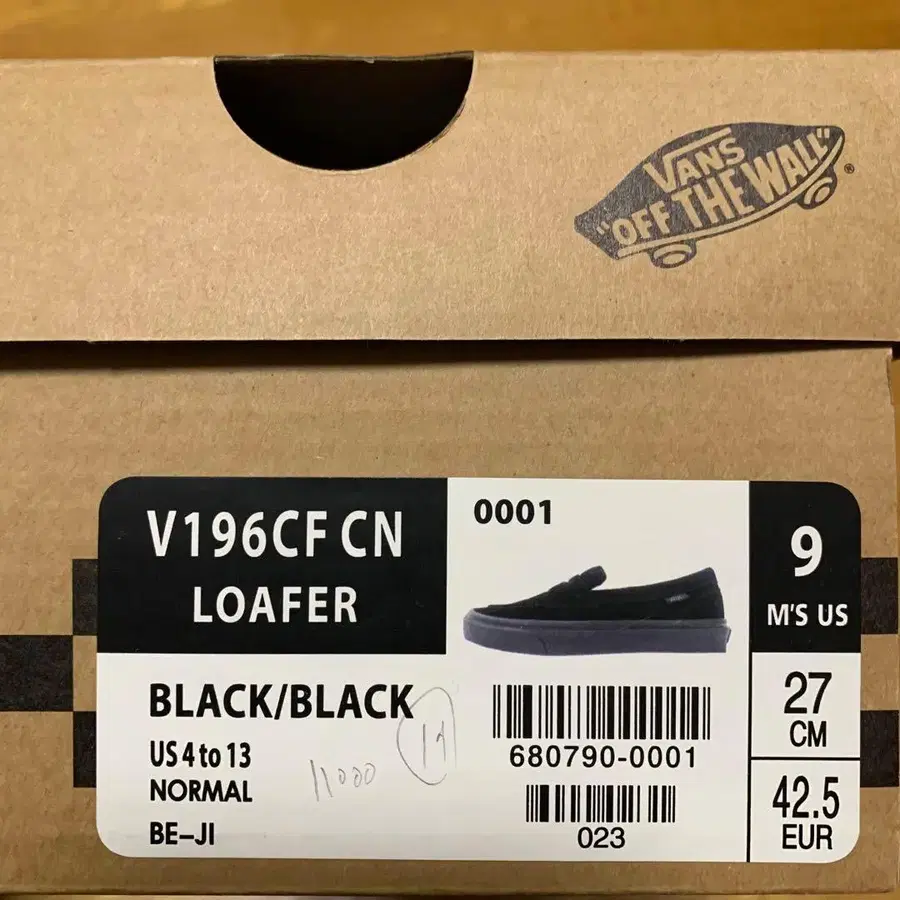 VANS
"OFF THE WALL"
®
V196CF CN
LOAFER
0001
9
M'S US
BLACK/BLACK
US 4 to 13
NORMAL
BE-JI
11000
680790-0001
023
27
CM
42.5
EUR